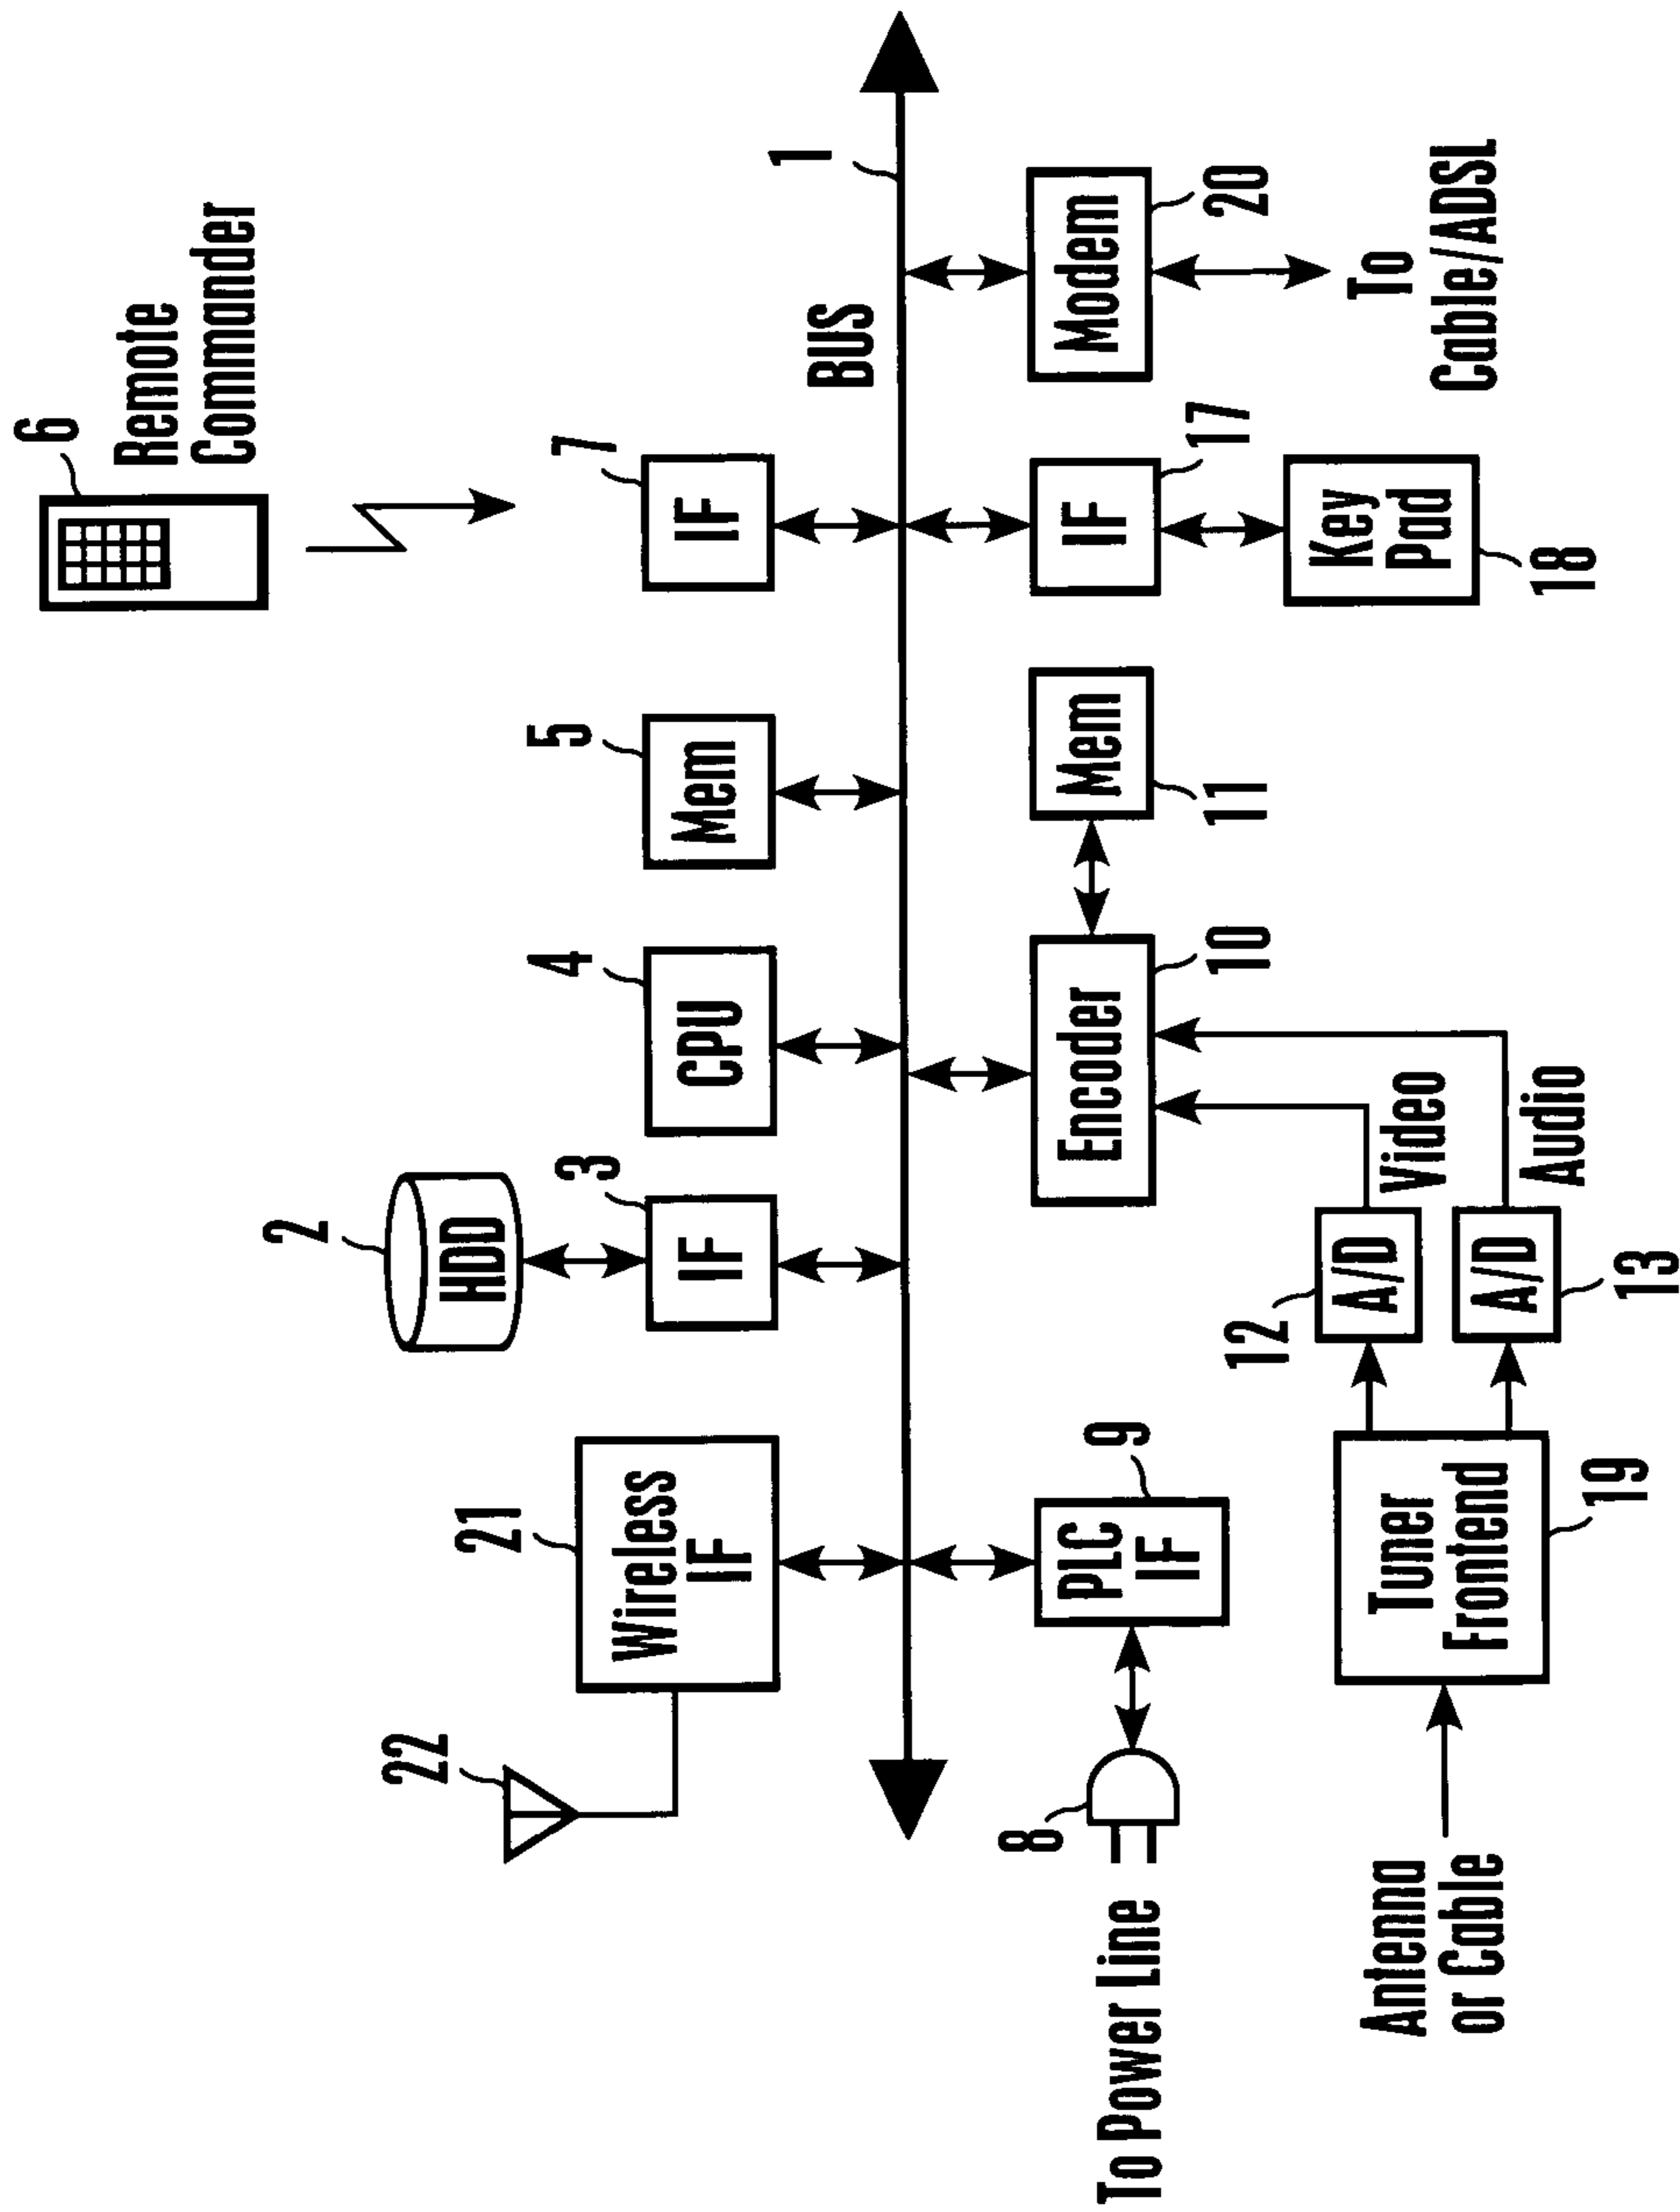 6
Remote
Commander
22
21
Wireless
IF
2
HDD
3
IF
4
CPU
5
Mem
7
IF
BUS
1
8
To Power Line
9
PLC
IF
Encoder
10
Mem
11
IF
17
Key
Pad
18
Modem
20
To
Cable/ADSL
Antenna
or Cable
Tuner
Frontend
19
12
A/D
Video
A/D
13
Audio